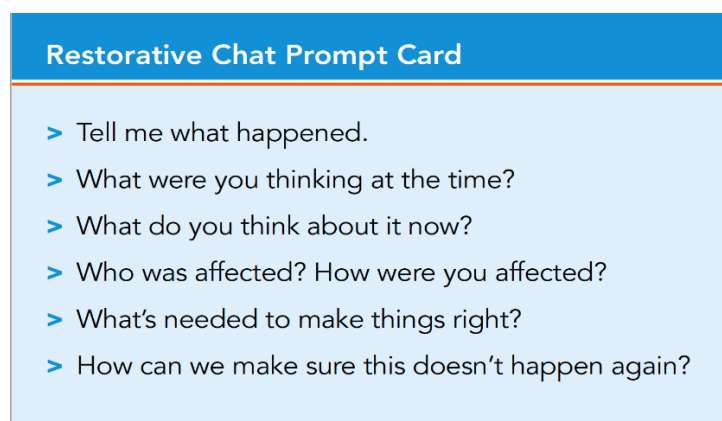 Restorative Chat Prompt Card
> Tell me what happened.
> What were you thinking at the time?
> What do you think about it now?
> Who was affected? How were you affected?
> What’s needed to make things right?
> How can we make sure this doesn’t happen again?